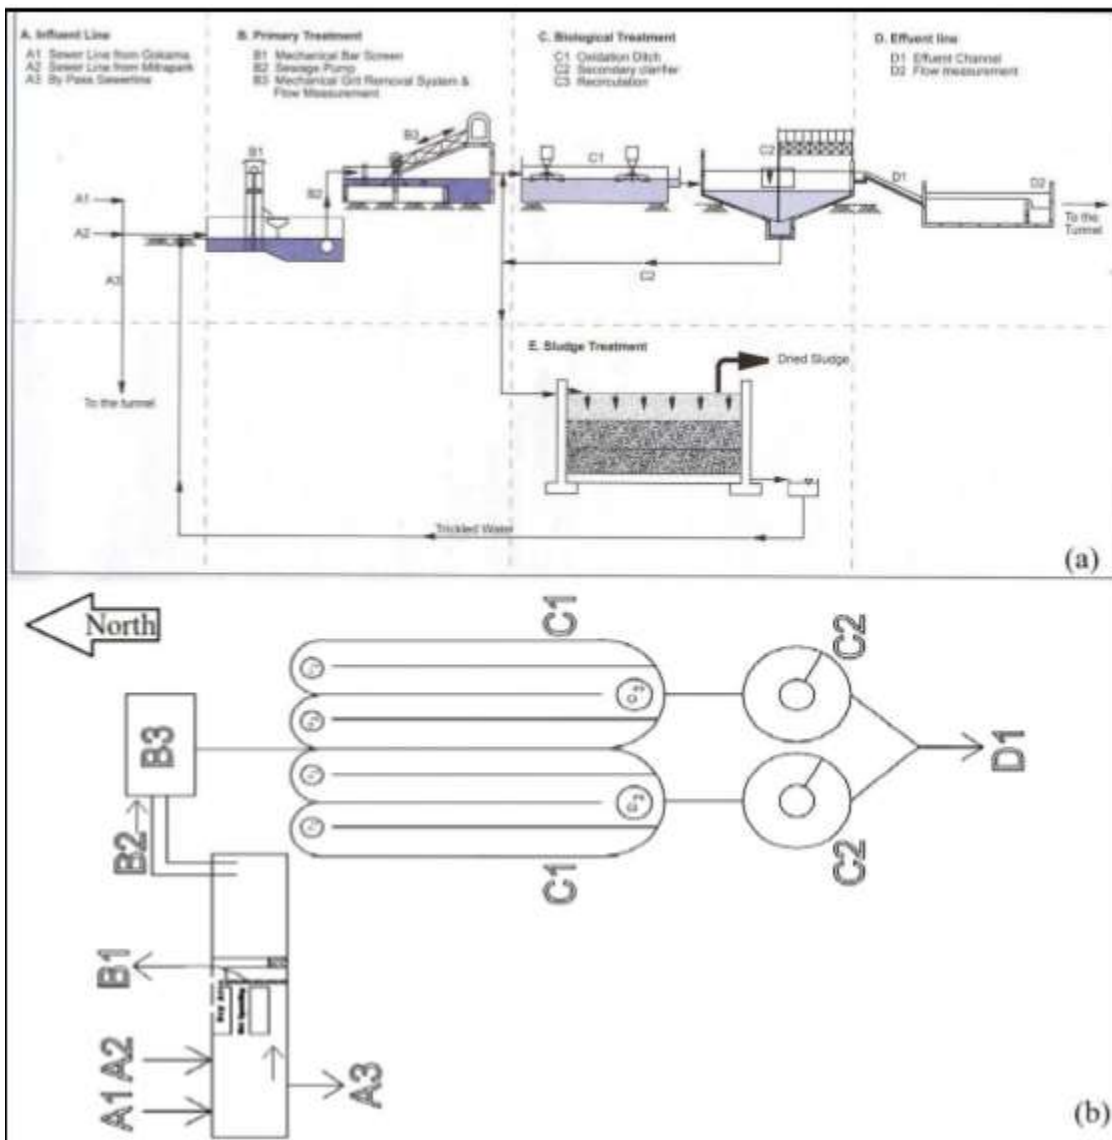 A. Influent Line
A1 Sewer Line from Gokarna
A2 Sewer Line from Mitrapark
A3 By Pass Sewerline
B. Primary Treatment
B1 Mechanical Bar Screen
B2 Sewage Pump
B3 Mechanical Grit Removal System &
Flow Measurement
C. Biological Treatment
C1 Oxidation Ditch
C2 Secondary clarifier
C3 Recirculation
D. Effluent line
D1 Effluent Channel
D2 Flow measurement
A1
A2
A3
To the tunnel
B1
B2
B3
C1
C2
D1
D2
To the
Tunnel
C2
E. Sludge Treatment
Dried Sludge
Trickled Water
(a)
North
C1
C2
B3
B2
O2
O2
D1
C1
C2
B1
A2
A1
A3
(b)